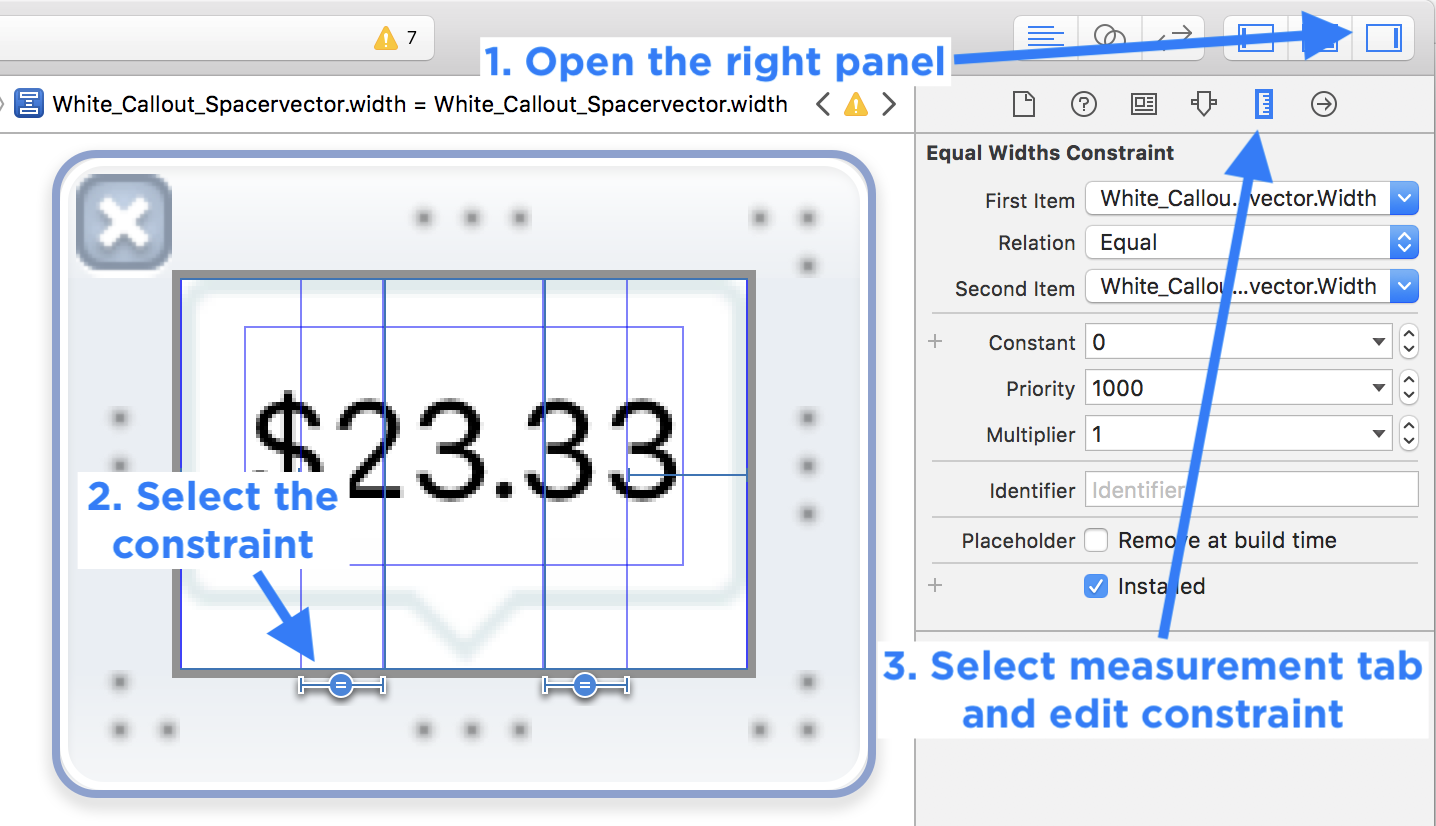 7
1. Open the right panel
White_Callout_Spacervector.width = White_Callout_Spacervector.width
Equal Widths Constraint
First Item White_Callou...vector.Width
Relation Equal
Second Item White_Callou...vector.Width
Constant 0
Priority 1000
Multiplier 1
Identifier Identifier
Placeholder Remove at build time
Installed
$23.33
2. Select the
constraint
3. Select measurement tab
and edit constraint